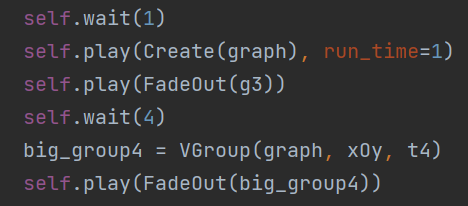 self.wait(1)
self.play(Create(graph), run_time=1)
self.play(FadeOut(g3))
self.wait(4)
big_group4 = VGroup(graph, xOy, t4)
self.play(FadeOut(big_group4))